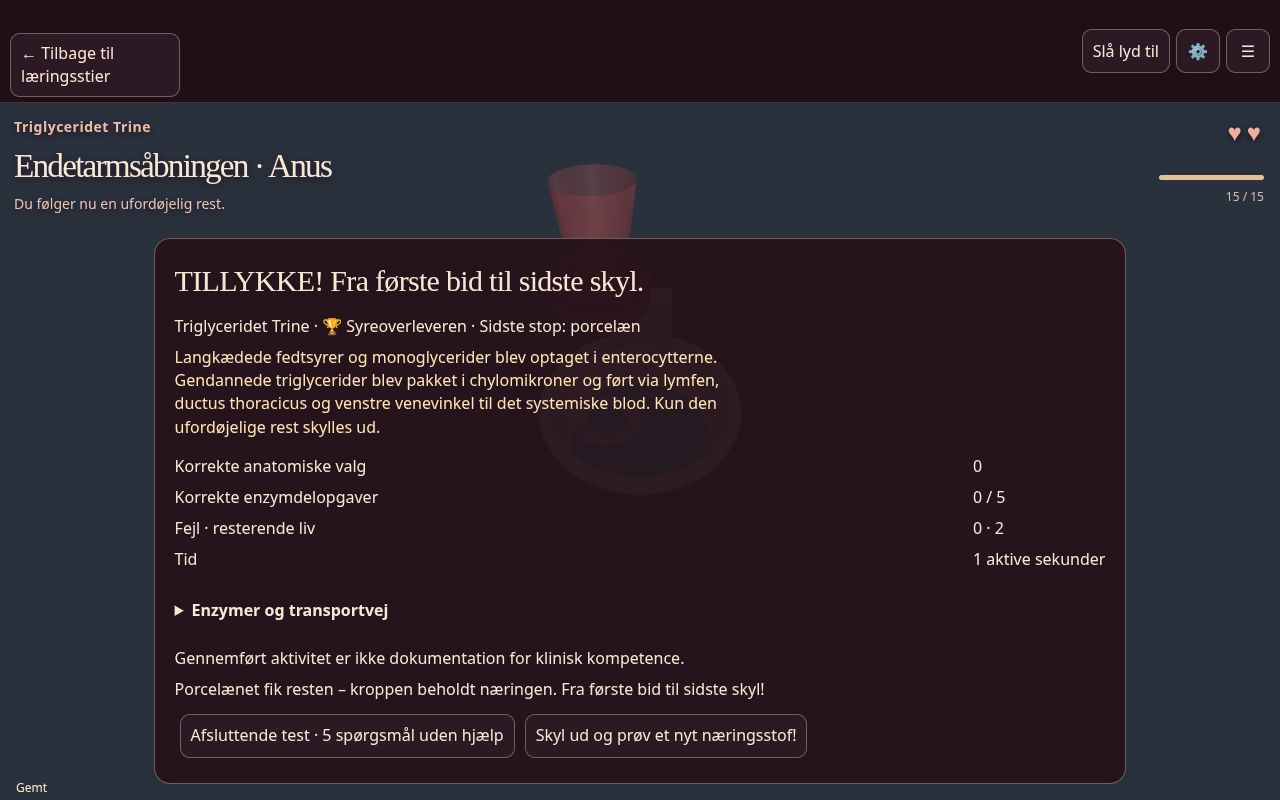 ← Tilbage til
læringsstier
Slå lyd til
⚙️
☰
Triglyceridet Trine
Endetarmsåbningen · Anus
Du følger nu en ufordøjelig rest.
♥ ♥
15 / 15
TILLYKKE! Fra første bid til sidste skyl.
Triglyceridet Trine · 🏆 Syreoverleveren · Sidste stop: porcelæn
Langkædede fedtsyrer og monoglycerider blev optaget i enterocytterne.
Gendannede triglycerider blev pakket i chylomikroner og ført via lymfen,
ductus thoracicus og venstre venevinkel til det systemiske blod. Kun den
ufordøjelige rest skylles ud.
Korrekte anatomiske valg 0
Korrekte enzymdelopgaver 0 / 5
Fejl · resterende liv 0 · 2
Tid 1 aktive sekunder
▶ Enzymer og transportvej
Gennemført aktivitet er ikke dokumentation for klinisk kompetence.
Porcelænet fik resten – kroppen beholdt næringen. Fra første bid til sidste skyl!
Afsluttende test · 5 spørgsmål uden hjælp
Skyl ud og prøv et nyt næringsstof!
Gemt